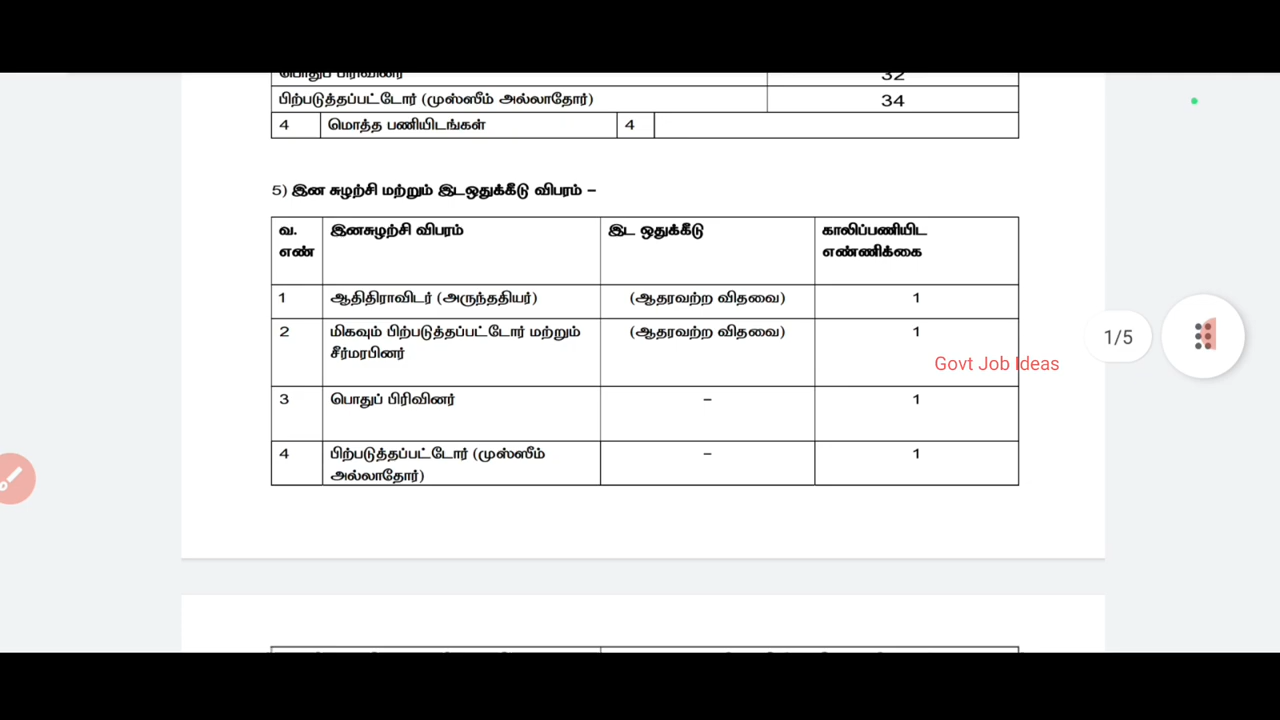 பொதுப் பிரிவினர் 32
பிற்படுத்தப்பட்டோர் (முஸ்லீம் அல்லாதோர்) 34
4 மொத்த பணியிடங்கள் 4
5) இன சுழற்சி மற்றும் இடஒதுக்கீடு விபரம் –
வ. எண் இனசுழற்சி விபரம் இட ஒதுக்கீடு காலிப்பணியிட எண்ணிக்கை
1 ஆதிதிராவிடர் (அருந்ததியர்) (ஆதரவற்ற விதவை) 1
2 மிகவும் பிற்படுத்தப்பட்டோர் மற்றும் சீர்மரபினர் (ஆதரவற்ற விதவை) 1
3 பொதுப் பிரிவினர் – 1
4 பிற்படுத்தப்பட்டோர் (முஸ்லீம் அல்லாதோர்) – 1
1/5
Govt Job Ideas